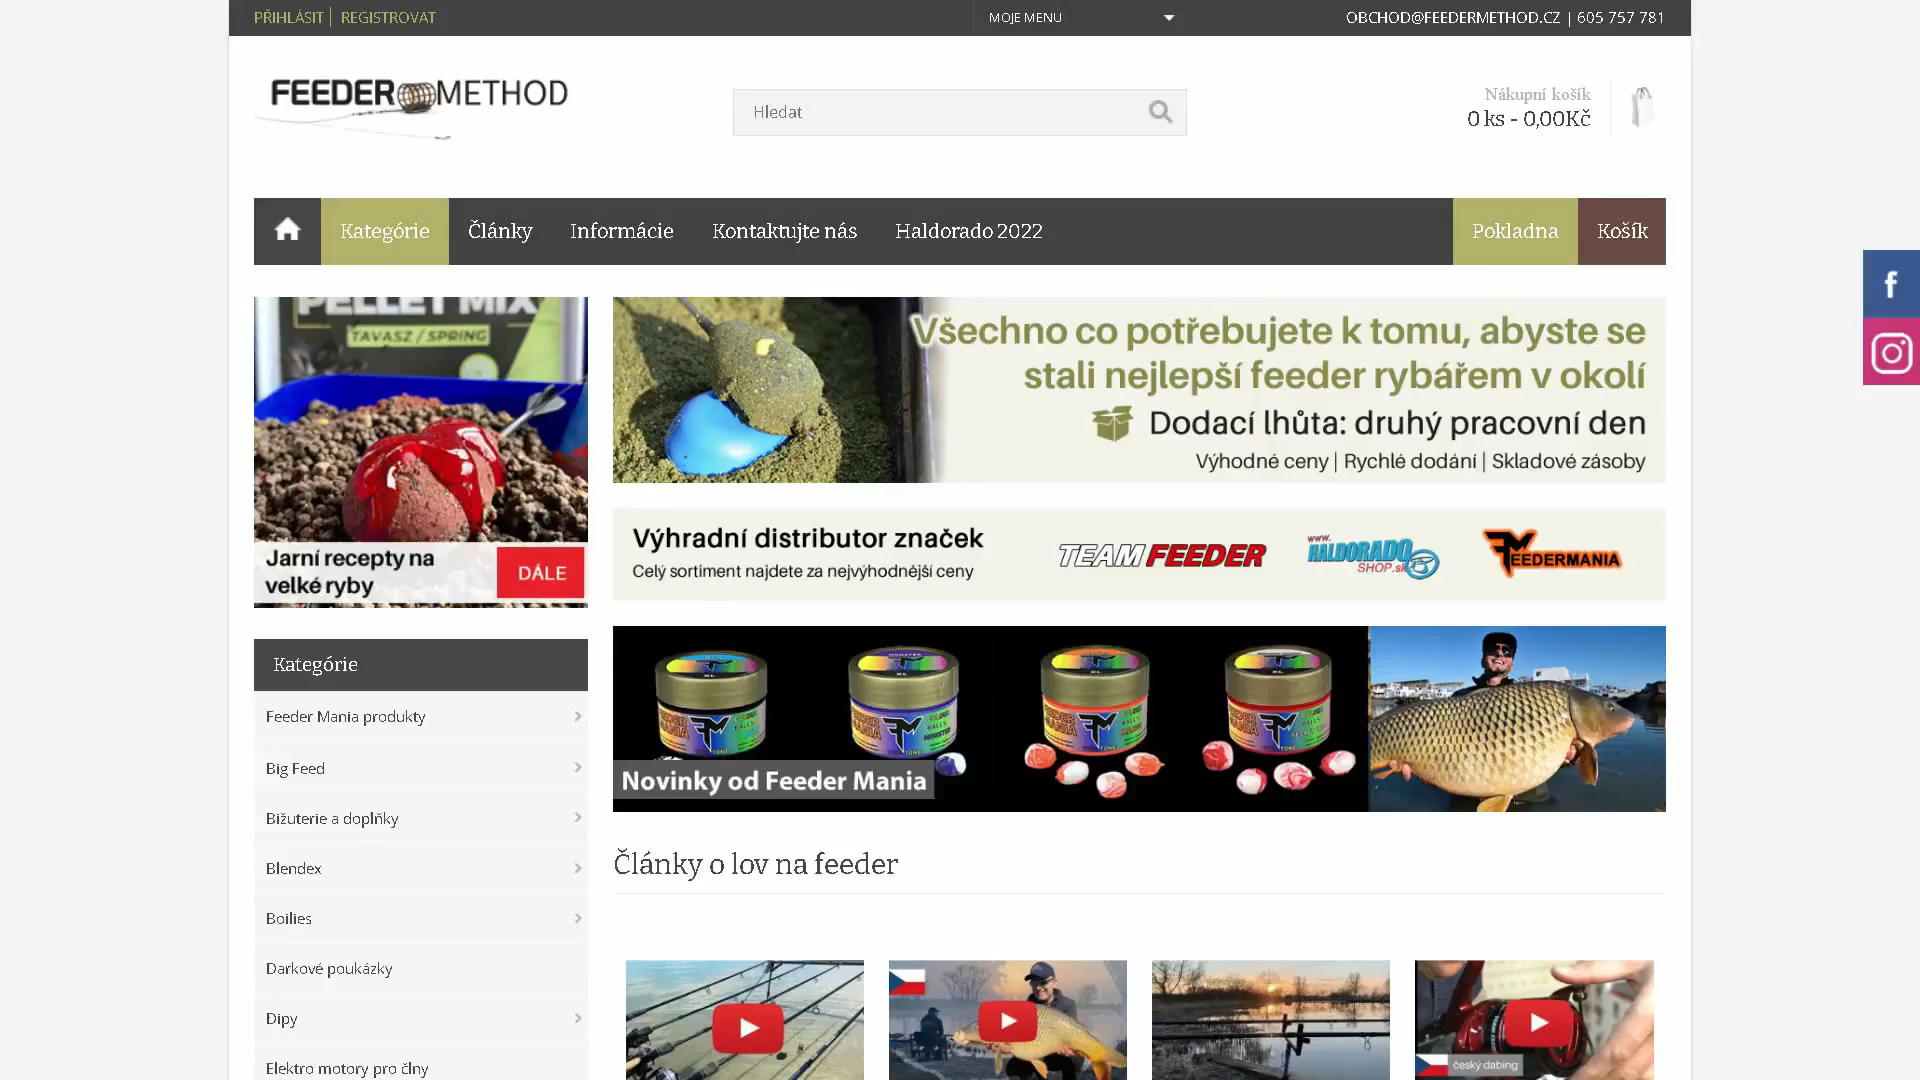 PŘIHLÁSIT | REGISTROVAT
MOJE MENU
OBCHOD@FEEDERMETHOD.CZ | 605 757 781
FEEDER METHOD
Hledat
Nákupní košík
0 ks - 0,00Kč
Kategórie
Články
Informácie
Kontaktujte nás
Haldorado 2022
Pokladna
Košík
PELLET MIX
TAVASZ / SPRING
Jarní recepty na
velké ryby
DÁLE
Všechno co potřebujete k tomu, abyste se
stali nejlepší feeder rybářem v okolí
Dodací lhůta: druhý pracovní den
Výhodné ceny | Rychlé dodání | Skladové zásoby
Výhradní distributor značek
Celý sortiment najdete za nejvýhodnější ceny
TEAM FEEDER
www.
HALDORADO
SHOP.sk
FEEDERMANIA
Novinky od Feeder Mania
Kategórie
Feeder Mania produkty
Big Feed
Bižuterie a doplňky
Blendex
Boilies
Darkové poukázky
Dipy
Elektro motory pro člny
Články o lov na feeder
český dabing